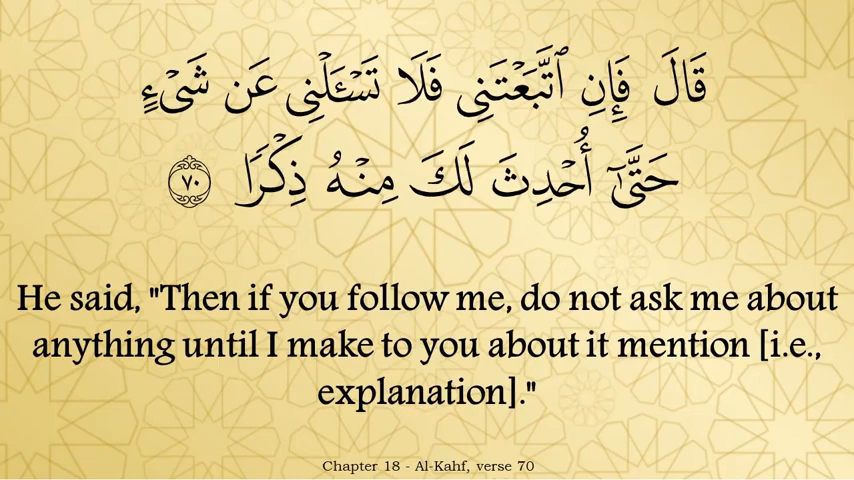 قَالَ فَإِنِ ٱتَّبَعْتَنِى فَلَا تَسْـَٔلْنِى عَن شَىْءٍ
حَتَّىٰٓ أُحْدِثَ لَكَ مِنْهُ ذِكْرًا ٧٠
He said, "Then if you follow me, do not ask me about
anything until I make to you about it mention [i.e.,
explanation]."
Chapter 18 - Al-Kahf, verse 70